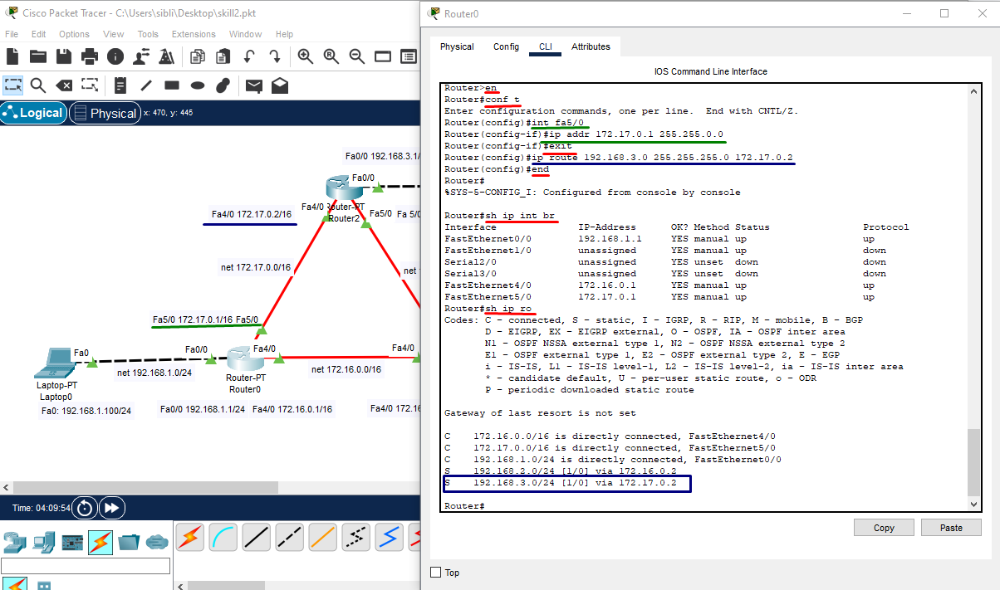 Cisco Packet Tracer - C:\Users\sibli\Desktop\skill2.pkt
File Edit Options View Tools Extensions Window Help
Logical Physical x: 470, y: 445
Fa0/0 192.168.3.1/
Fa0/0
Fa4/0 172.17.0.2/16
Fa4/0 Router-PT
Router2
Fa5/0 Fa 5/0
net 172.17.0.0/16
net
Fa5/0 172.17.0.1/16 Fa5/0
Fa0
Fa0/0
Fa4/0
Fa4/0
net 192.168.1.0/24
net 172.16.0.0/16
Laptop-PT
Laptop0
Router-PT
Router0
Fa0: 192.168.1.100/24
Fa0/0 192.168.1.1/24 Fa4/0 172.16.0.1/16
Fa4/0 172.16
Time: 04:09:54
Router0
Physical Config CLI Attributes
IOS Command Line Interface
Router>en
Router#conf t
Enter configuration commands, one per line. End with CNTL/Z.
Router(config)#int fa5/0
Router(config-if)#ip addr 172.17.0.1 255.255.0.0
Router(config-if)#exit
Router(config)#ip route 192.168.3.0 255.255.255.0 172.17.0.2
Router(config)#end
Router#
%SYS-5-CONFIG_I: Configured from console by console
Router#sh ip int br
Interface IP-Address OK? Method Status Protocol
FastEthernet0/0 192.168.1.1 YES manual up up
FastEthernet1/0 unassigned YES manual up down
Serial2/0 unassigned YES unset down down
Serial3/0 unassigned YES unset down down
FastEthernet4/0 172.16.0.1 YES manual up up
FastEthernet5/0 172.17.0.1 YES manual up up
Router#sh ip ro
Codes: C - connected, S - static, I - IGRP, R - RIP, M - mobile, B - BGP
D - EIGRP, EX - EIGRP external, O - OSPF, IA - OSPF inter area
N1 - OSPF NSSA external type 1, N2 - OSPF NSSA external type 2
E1 - OSPF external type 1, E2 - OSPF external type 2, E - EGP
i - IS-IS, L1 - IS-IS level-1, L2 - IS-IS level-2, ia - IS-IS inter area
* - candidate default, U - per-user static route, o - ODR
P - periodic downloaded static route
Gateway of last resort is not set
C 172.16.0.0/16 is directly connected, FastEthernet4/0
C 172.17.0.0/16 is directly connected, FastEthernet5/0
C 192.168.1.0/24 is directly connected, FastEthernet0/0
S 192.168.2.0/24 [1/0] via 172.16.0.2
S 192.168.3.0/24 [1/0] via 172.17.0.2
Router#
Copy Paste
Top